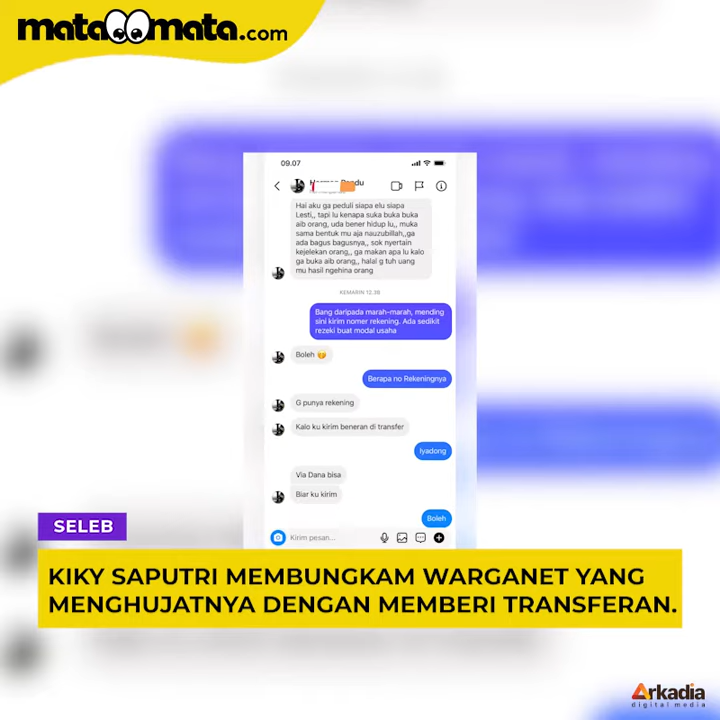 mata mata.com
09.07
Hai aku ga peduli siapa elu siapa
Lesti,, tapi lu kenapa suka buka buka
aib orang, uda bener hidup lu,, muka
sama bentuk mu aja nauzubillah,,ga
ada bagus bagusnya,, sok nyertain
kejelekan orang,, ga makan apa lu kalo
ga buka aib orang,, halal g tuh uang
mu hasil ngehina orang
KEMARIN 12.38
Bang daripada marah-marah, mending
sini kirim nomer rekening. Ada sedikit
rezeki buat modal usaha
Boleh 🤭
Berapa no Rekeningnya
G punya rekening
Kalo ku kirim beneran di transfer
Iyadong
Via Dana bisa
Biar ku kirim
Boleh
Kirim pesan...
SELEB
KIKY SAPUTRI MEMBUNGKAM WARGANET YANG
MENGHUJATNYA DENGAN MEMBERI TRANSFERAN.
Arkadia
digital media